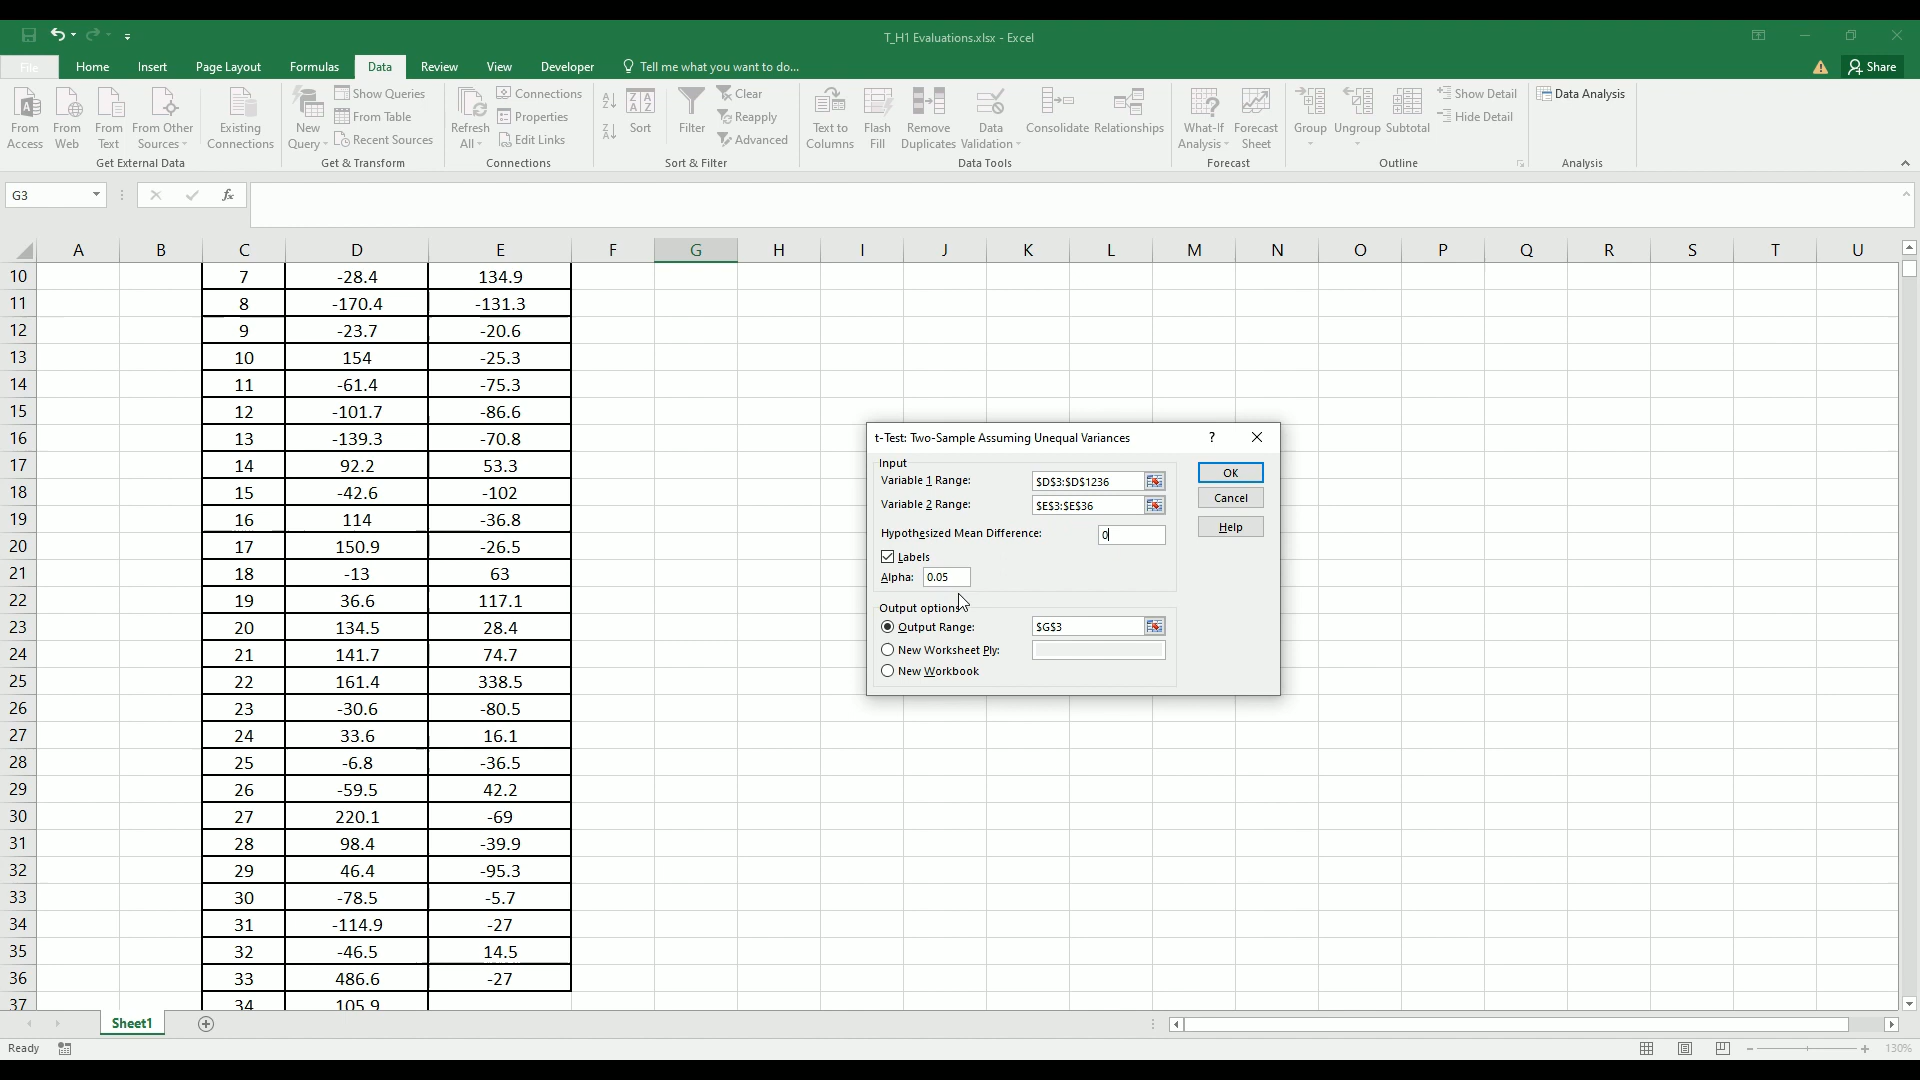 T_H1 Evaluations.xlsx - Excel
File Home Insert Page Layout Formulas Data Review View Developer Tell me what you want to do... Share
From Access From Web From Text From Other Sources Existing Connections
Get External Data
New Query Show Queries From Table Recent Sources
Get & Transform
Refresh All Connections Properties Edit Links
Connections
Sort Filter Clear Reapply Advanced
Sort & Filter
Text to Columns Flash Fill Remove Duplicates Data Validation Consolidate Relationships
Data Tools
What-If Analysis Forecast Sheet
Forecast
Group Ungroup Subtotal Show Detail Hide Detail
Outline
Data Analysis
Analysis
G3 fx
A B C D E F G H I J K L M N O P Q R S T U
10 7 -28.4 134.9
11 8 -170.4 -131.3
12 9 -23.7 -20.6
13 10 154 -25.3
14 11 -61.4 -75.3
15 12 -101.7 -86.6
16 13 -139.3 -70.8
17 14 92.2 53.3
18 15 -42.6 -102
19 16 114 -36.8
20 17 150.9 -26.5
21 18 -13 63
22 19 36.6 117.1
23 20 134.5 28.4
24 21 141.7 74.7
25 22 161.4 338.5
26 23 -30.6 -80.5
27 24 33.6 16.1
28 25 -6.8 -36.5
29 26 -59.5 42.2
30 27 220.1 -69
31 28 98.4 -39.9
32 29 46.4 -95.3
33 30 -78.5 -5.7
34 31 -114.9 -27
35 32 -46.5 14.5
36 33 486.6 -27
37 34 105.9
t-Test: Two-Sample Assuming Unequal Variances ?
Input
Variable 1 Range: $D$3:$D$1236 OK
Variable 2 Range: $E$3:$E$36 Cancel
Hypothesized Mean Difference: 0 Help
Labels
Alpha: 0.05
Output options
Output Range: $G$3
New Worksheet Ply:
New Workbook
Sheet1
Ready 130%